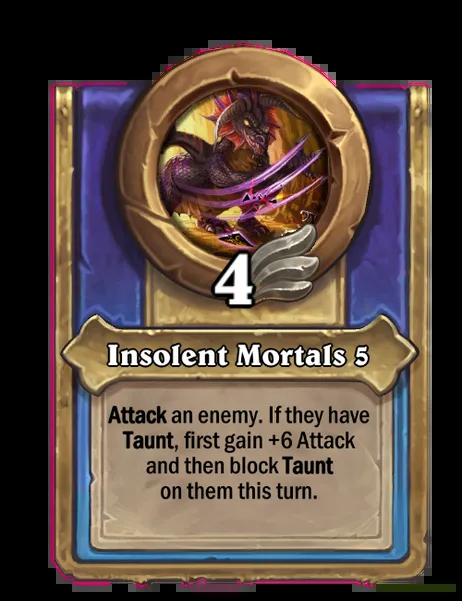 4
Insolent Mortals 5
Attack an enemy. If they have
Taunt, first gain +6 Attack
and then block Taunt
on them this turn.